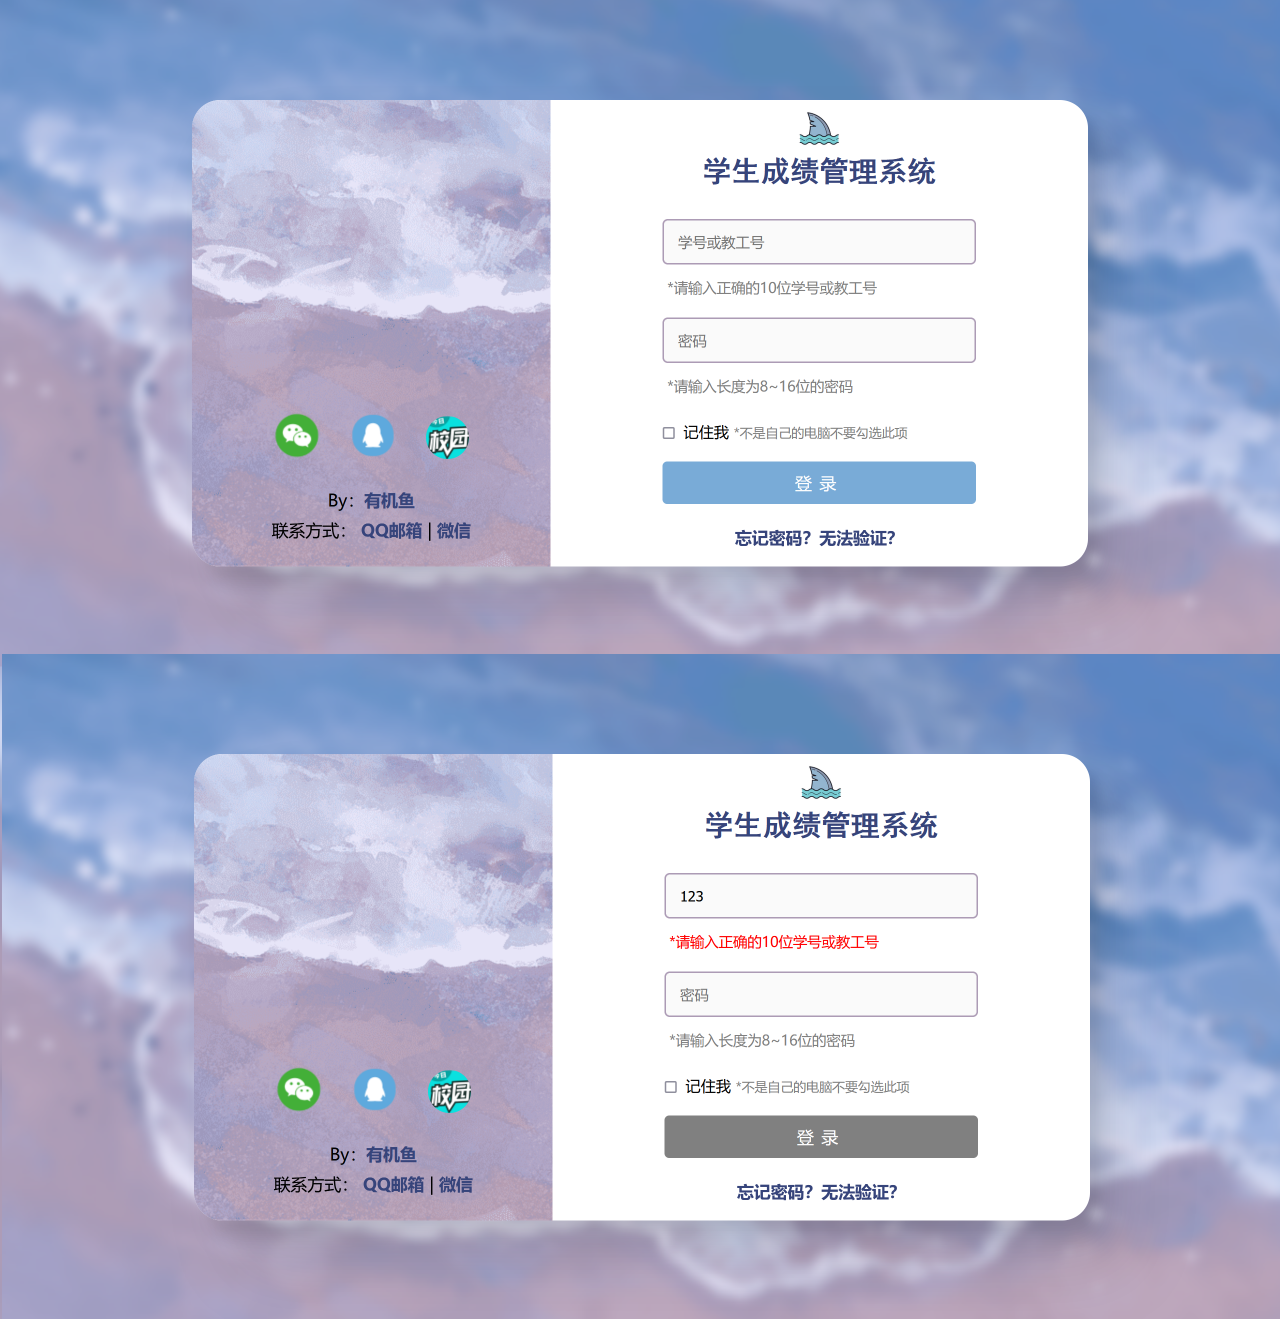 学生成绩管理系统
学号或教工号
*请输入正确的10位学号或教工号
密码
*请输入长度为8~16位的密码
记住我 *不是自己的电脑不要勾选此项
登 录
忘记密码？无法验证？
校园
By：有机鱼
联系方式： QQ邮箱 | 微信
学生成绩管理系统
123
*请输入正确的10位学号或教工号
密码
*请输入长度为8~16位的密码
记住我 *不是自己的电脑不要勾选此项
登 录
忘记密码？无法验证？
校园
By：有机鱼
联系方式： QQ邮箱 | 微信